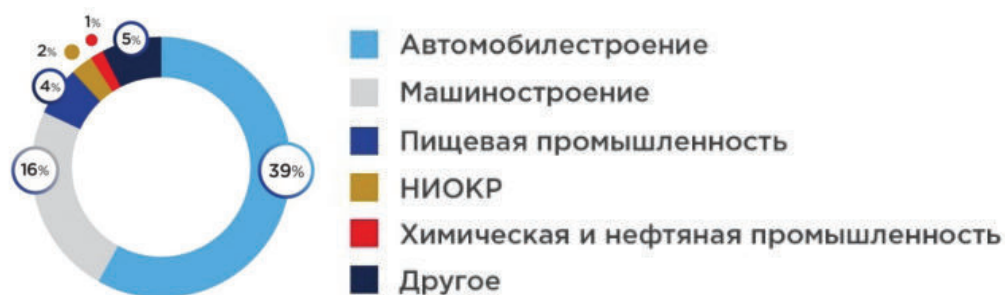 1%
2%
5%
4%
16%
39%
Автомобилестроение
Машиностроение
Пищевая промышленность
НИОКР
Химическая и нефтяная промышленность
Другое